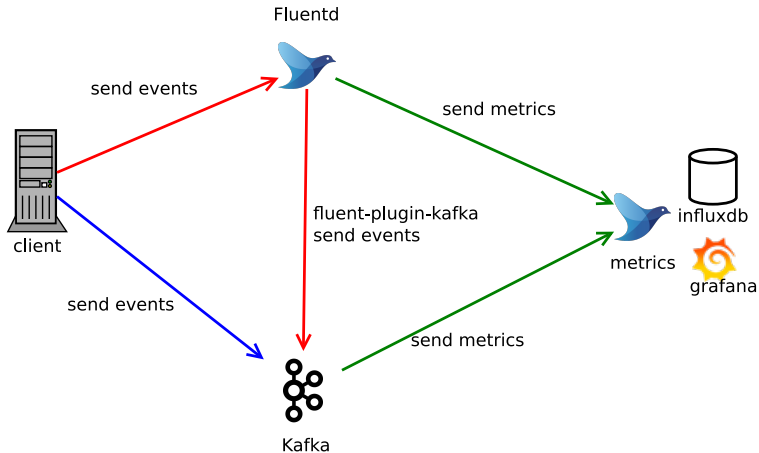 Fluentd
send events
send metrics
fluent-plugin-kafka
send events
influxdb
client
metrics
grafana
send events
send metrics
Kafka